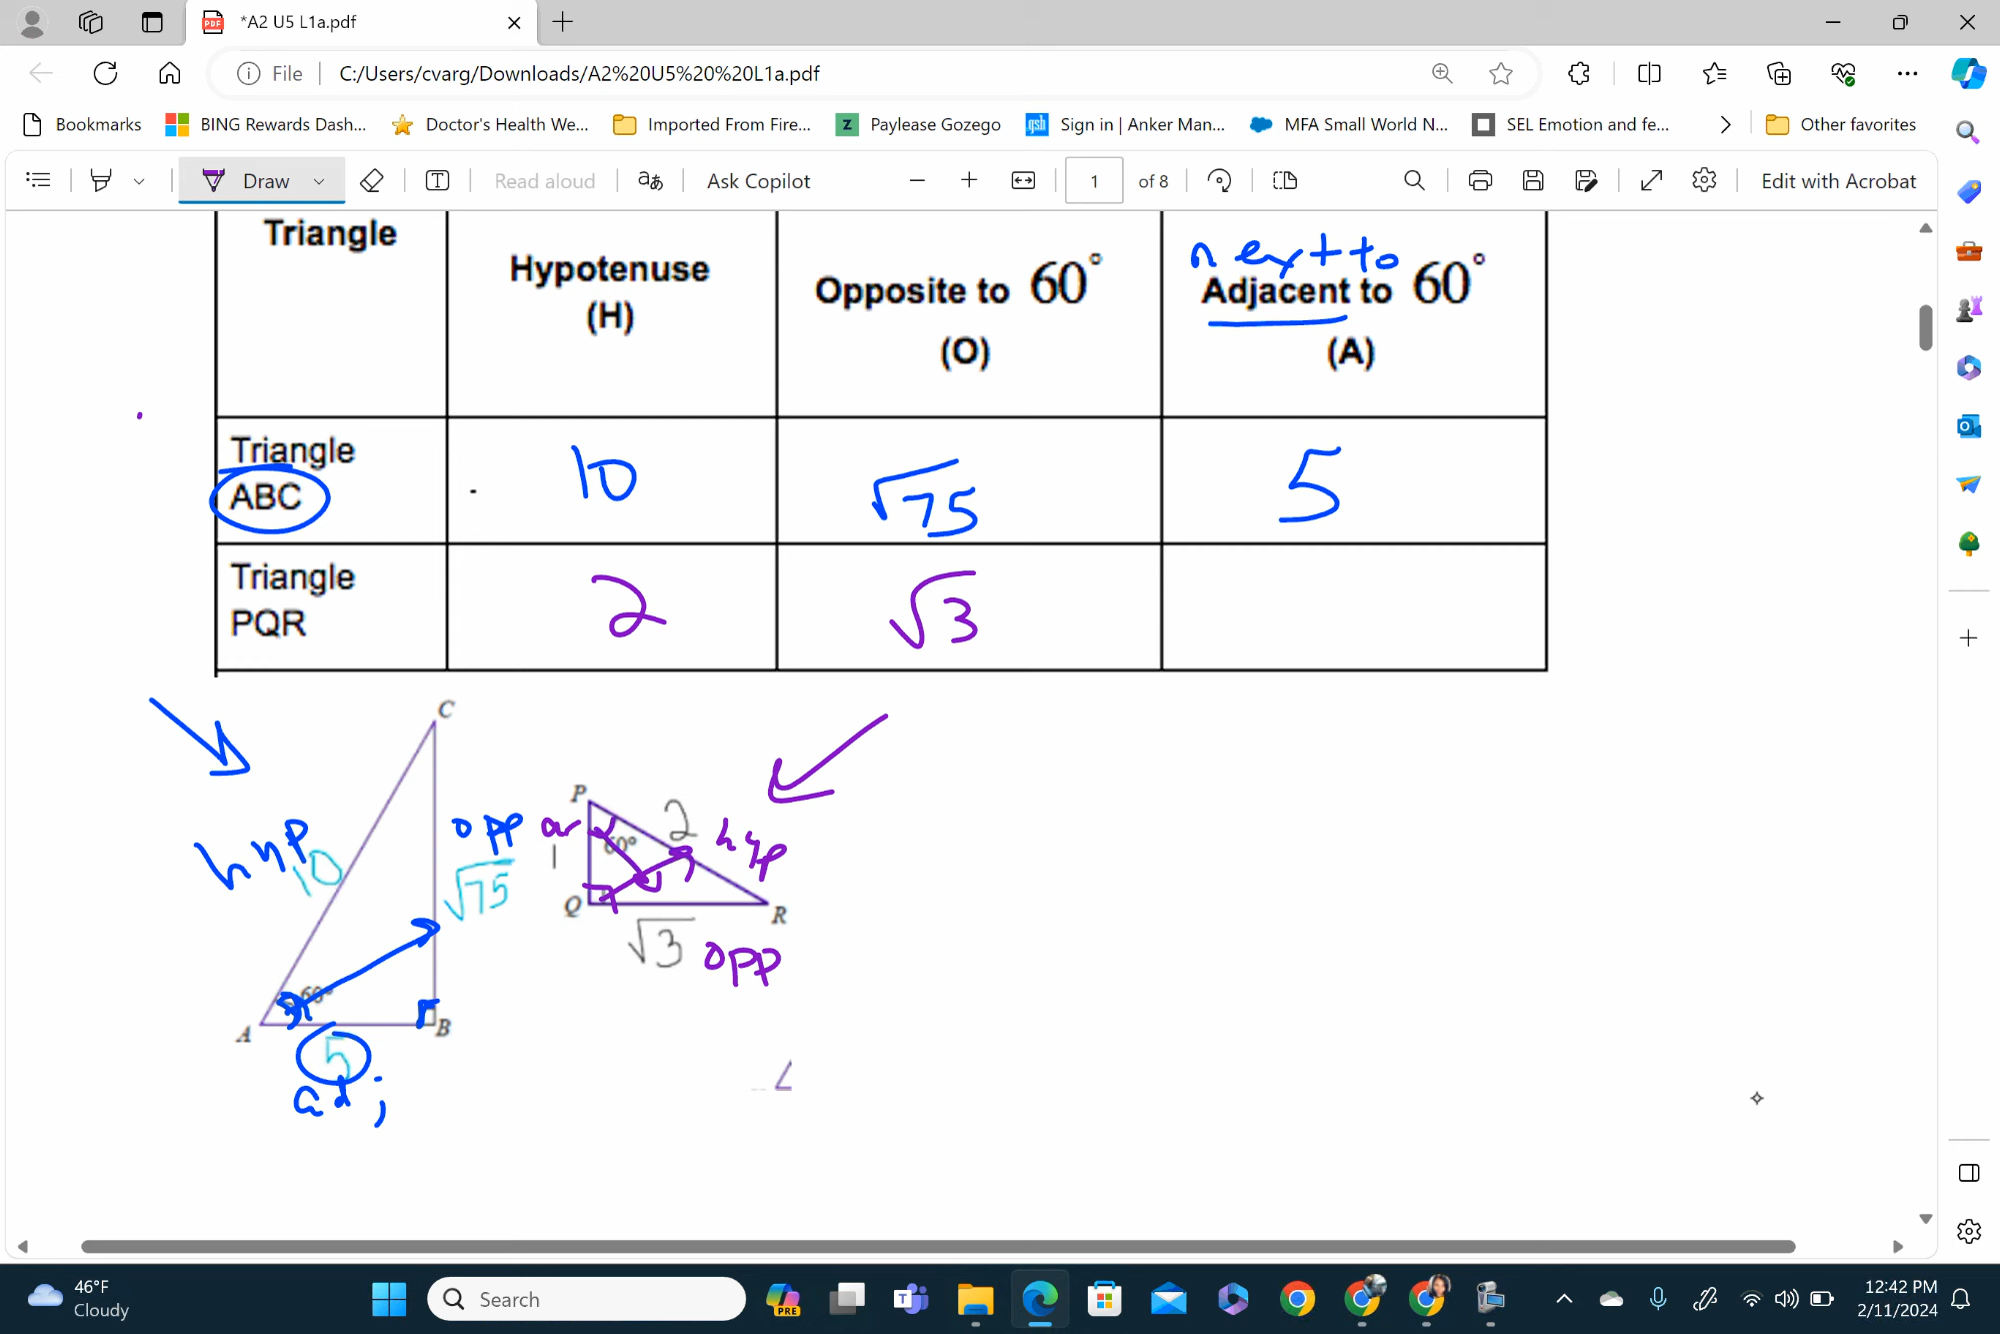 *A2 U5 L1a.pdf
File
C:/Users/cvarg/Downloads/A2%20U5%20%20L1a.pdf
Bookmarks
BING Rewards Dash...
Doctor's Health We...
Imported From Fire...
Z
Paylease Gozego
gsh
Sign in | Anker Man...
MFA Small World N...
SEL Emotion and fe...
Other favorites
Draw
Read aloud
Ask Copilot
1
of 8
Edit with Acrobat
Triangle
Hypotenuse
(H)
Opposite to 60°
(O)
next to
Adjacent to 60°
(A)
Triangle
ABC
10
√75
5
Triangle
PQR
2
√3
C
hyp
10
opp
√75
60°
A
B
5
adj
P
1
60°
2
hyp
Q
R
√3
opp
46°F
Cloudy
Search
PRE
12:42 PM
2/11/2024